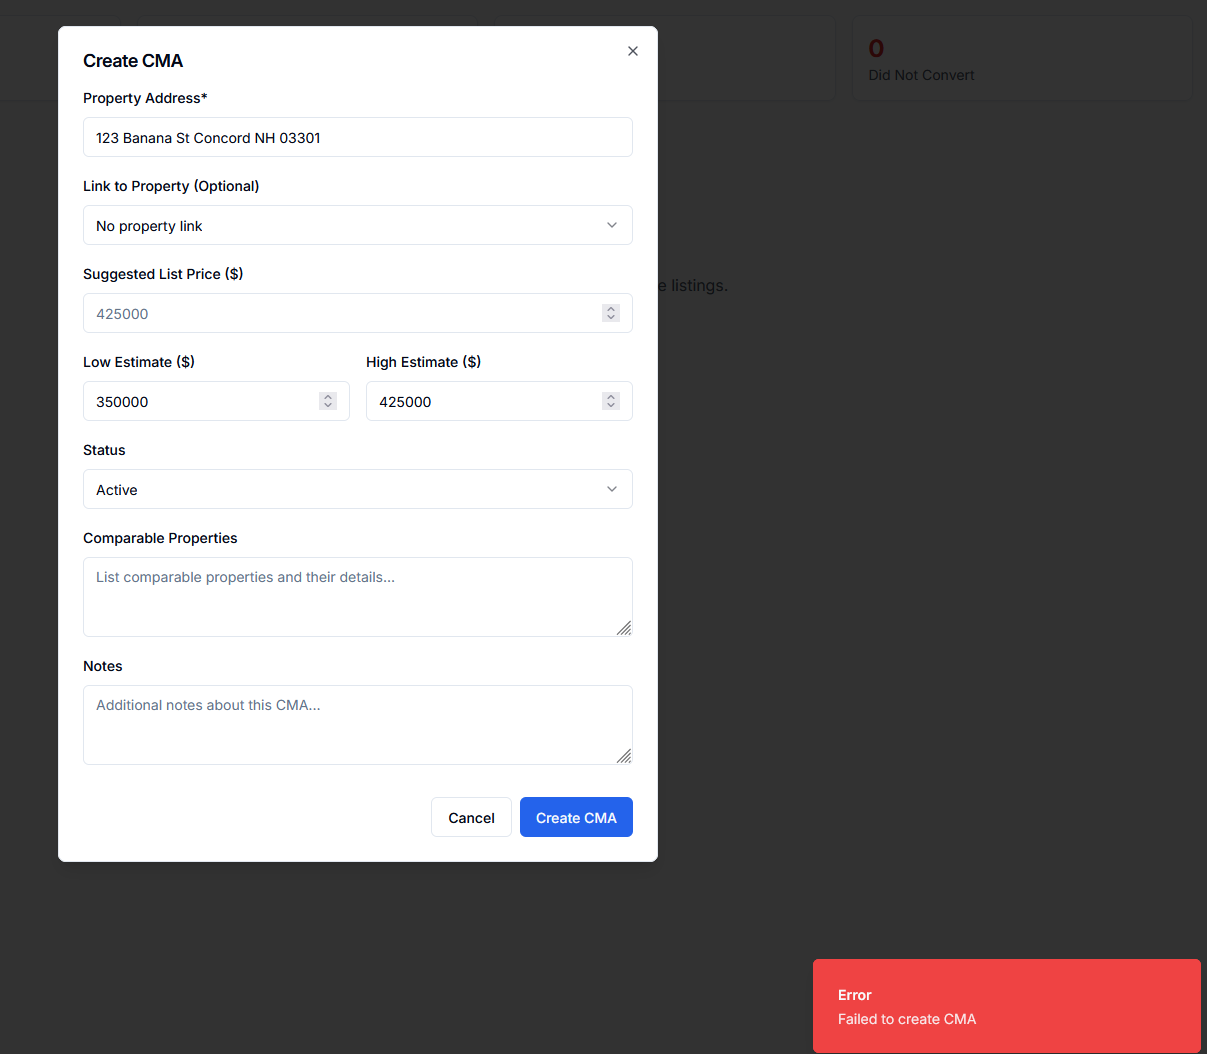 Create CMA
Property Address*
123 Banana St Concord NH 03301
Link to Property (Optional)
No property link
Suggested List Price ($)
425000
Low Estimate ($)
High Estimate ($)
350000
425000
Status
Active
Comparable Properties
List comparable properties and their details...
Notes
Additional notes about this CMA...
Cancel
Create CMA
0
Did Not Convert
e listings.
Error
Failed to create CMA